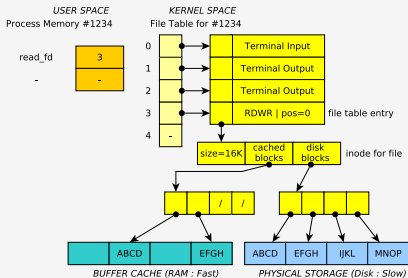 USER SPACE KERNEL SPACE
Process Memory #1234 File Table for #1234
0 Terminal Input
read_fd 3
1 Terminal Output
- -
2 Terminal Output
3 RDWR | pos=0 file table entry
4 -
size=16K cached blocks disk blocks inode for file
/ /
ABCD EFGH ABCD EFGH IJKL MNOP
BUFFER CACHE (RAM : Fast) PHYSICAL STORAGE (Disk : Slow)